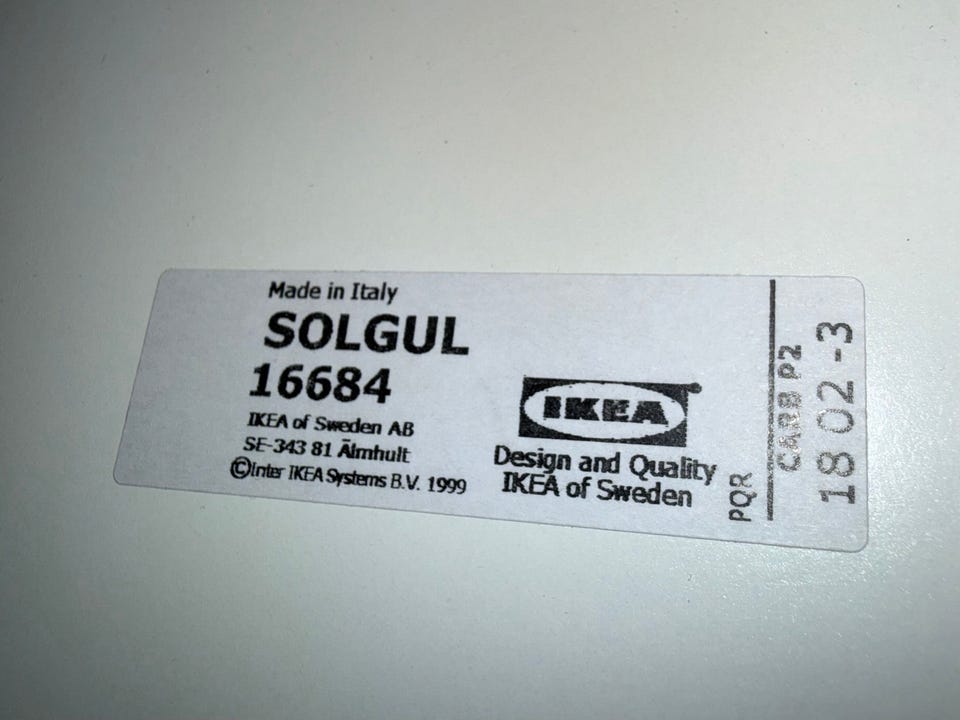 Made in Italy
SOLGUL
16684
IKEA of Sweden AB
SE-343 81 Älmhult
©Inter IKEA Systems B.V. 1999
IKEA
Design and Quality
IKEA of Sweden
PQR
CARB P2
18 02 -3